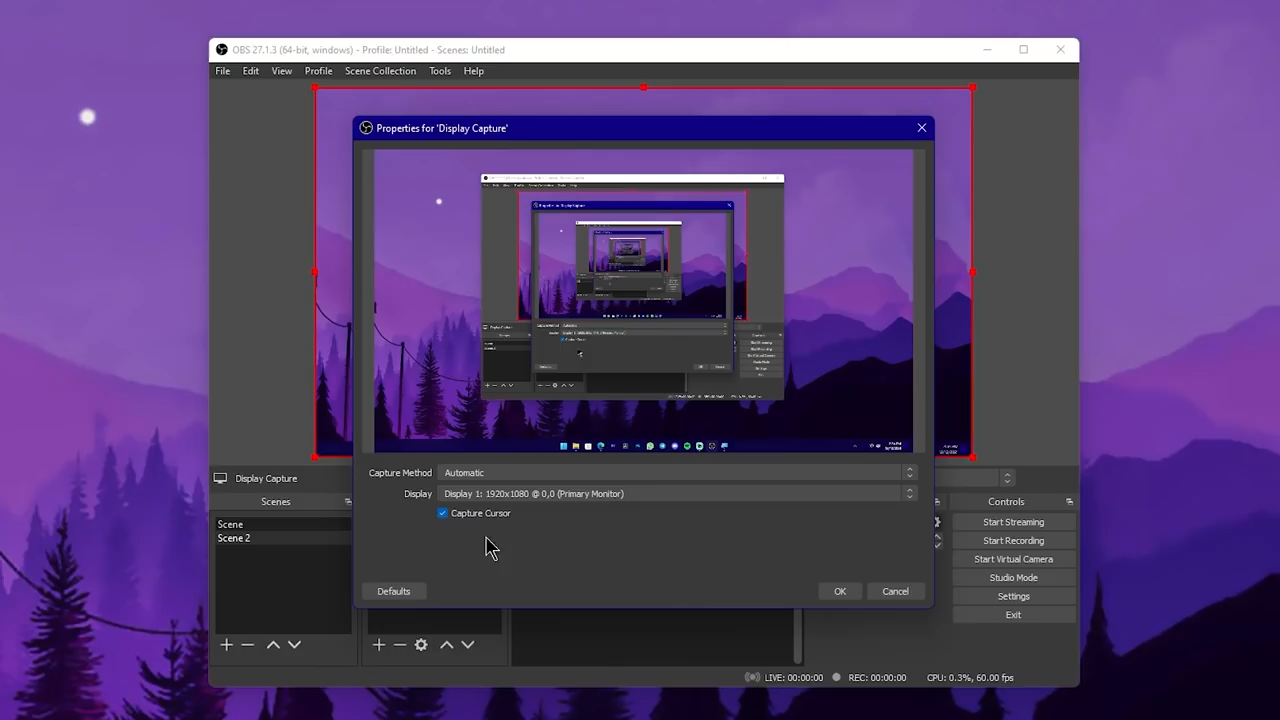 OBS 27.1.3 (64-bit, windows) - Profile: Untitled - Scenes: Untitled
File Edit View Profile Scene Collection Tools Help
Properties for 'Display Capture'
Capture Method Automatic
Display Display 1: 1920x1080 @ 0,0 (Primary Monitor)
Capture Cursor
Defaults OK Cancel
Display Capture
Scenes
Scene
Scene 2
Controls
Start Streaming
Start Recording
Start Virtual Camera
Studio Mode
Settings
Exit
LIVE: 00:00:00 REC: 00:00:00 CPU: 0.3%, 60.00 fps